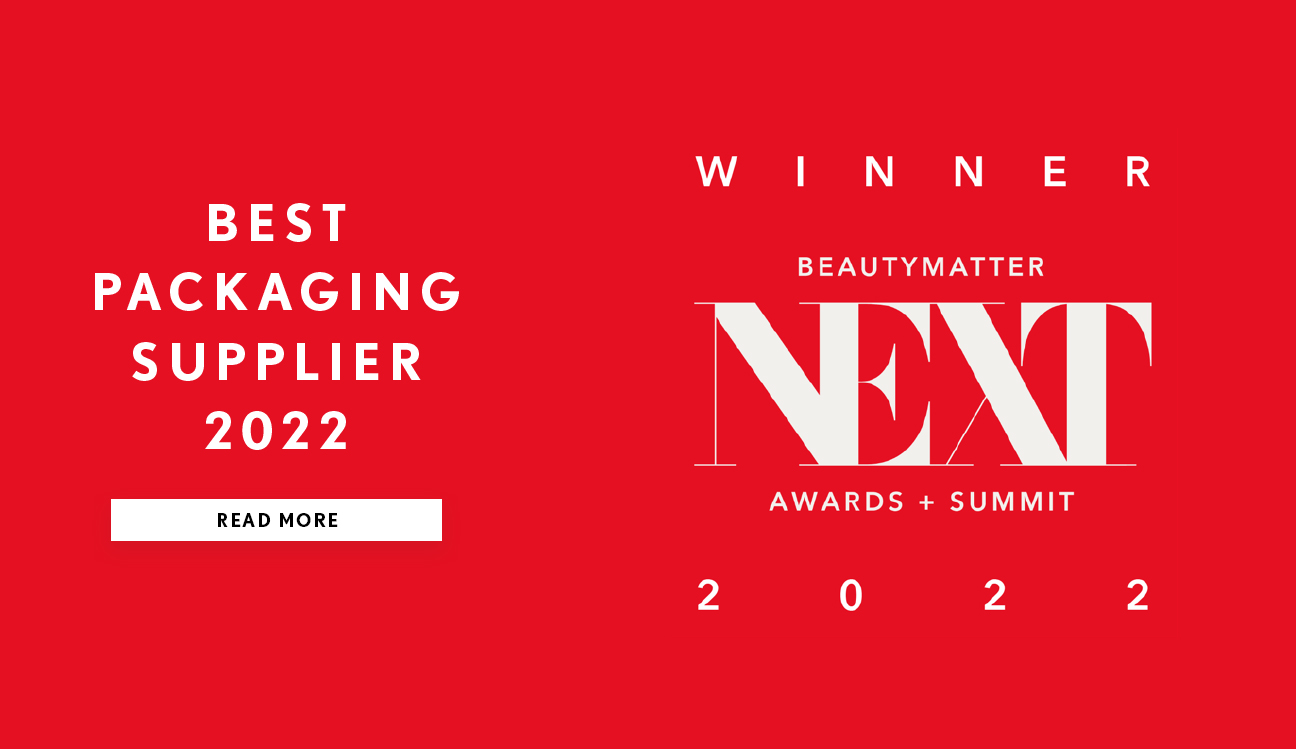 BEST
PACKAGING
SUPPLIER
2022
READ MORE
WINNER
BEAUTYMATTER
NEXT
AWARDS + SUMMIT
2022